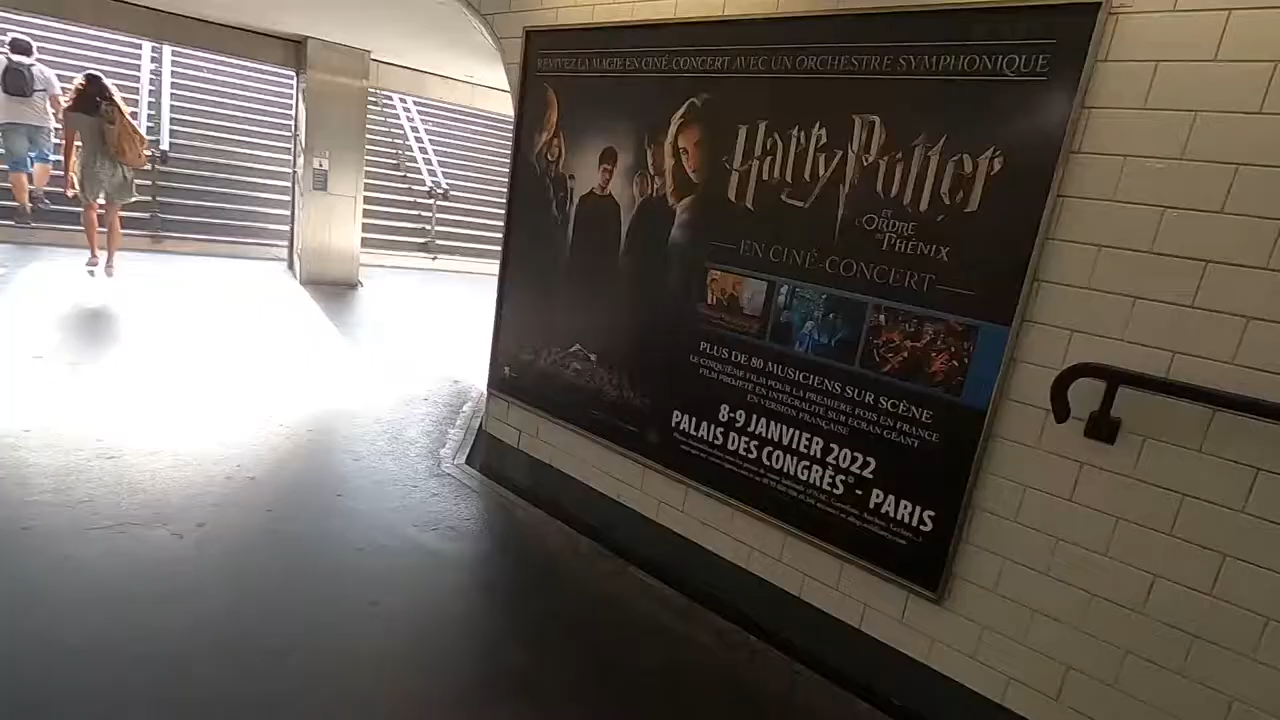 REVIVEZ LA MAGIE EN CINÉ-CONCERT AVEC UN ORCHESTRE SYMPHONIQUE
Harry Potter
ET
L'ORDRE
DU PHÉNIX
EN CINÉ-CONCERT
PLUS DE 80 MUSICIENS SUR SCÈNE
LE CINQUIÈME FILM POUR LA PREMIÈRE FOIS EN FRANCE
FILM PROJETÉ EN INTÉGRALITÉ SUR ECRAN GÉANT
EN VERSION FRANÇAISE
8-9 JANVIER 2022
PALAIS DES CONGRÈS - PARIS